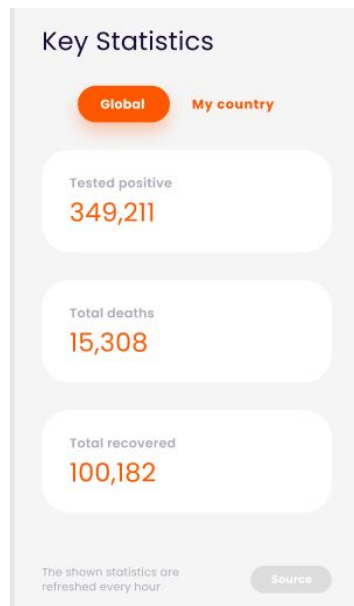 Key Statistics
Global My country
Tested positive
349,211
Total deaths
15,308
Total recovered
100,182
The shown statistics are
refreshed every hour
Source